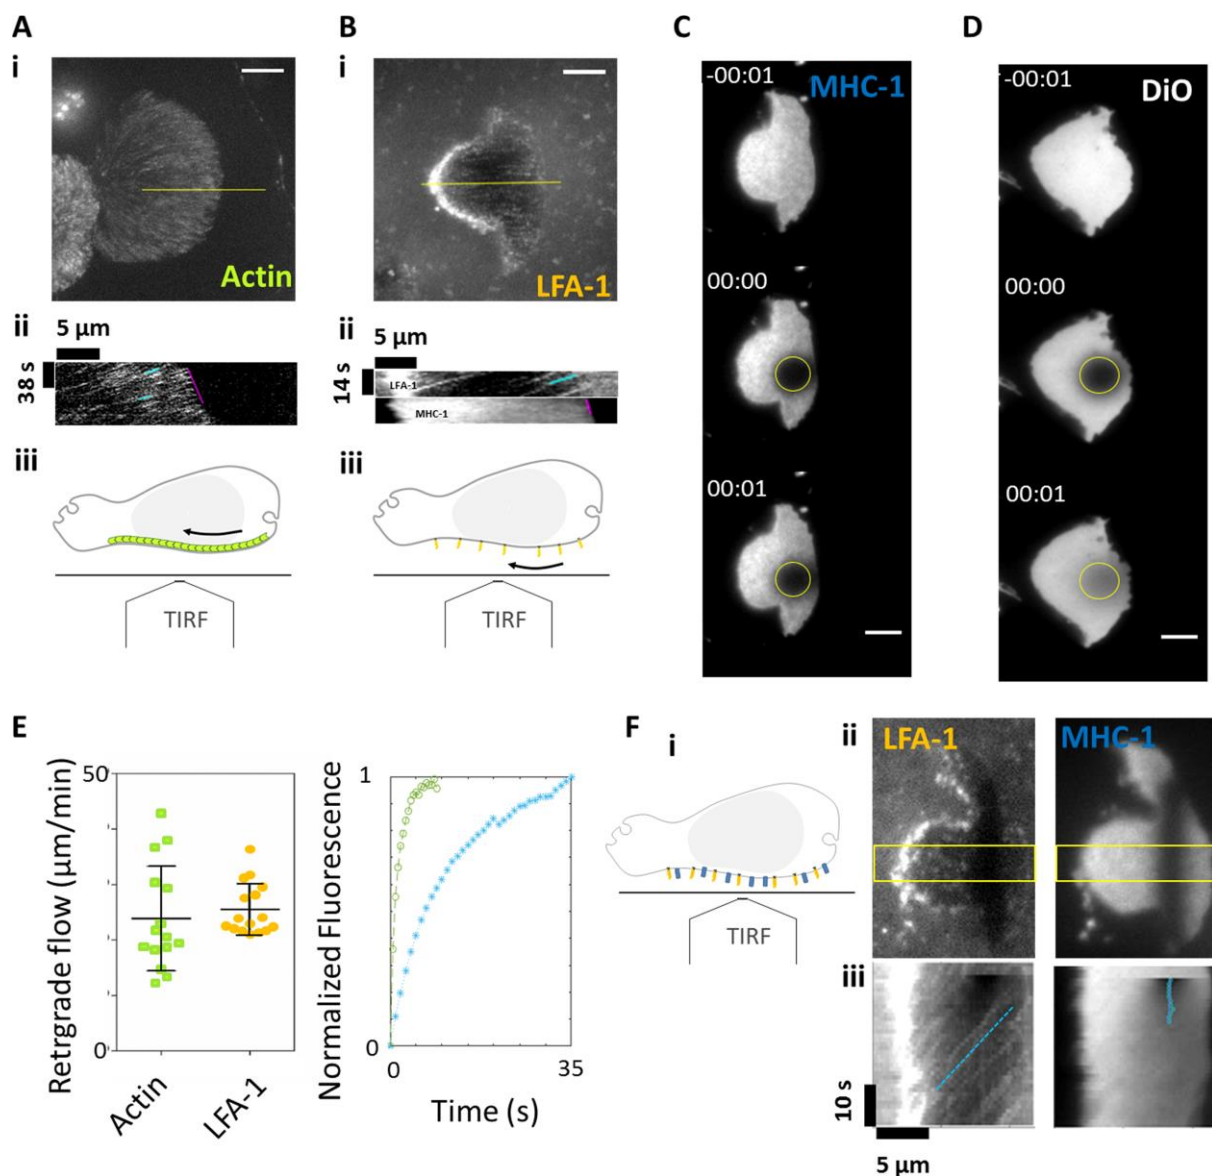 A
B
C
D
i
i
-00:01
MHC-1
-00:01
DiO
Actin
LFA-1
00:00
00:00
ii
5 µm
38 s
ii
5 µm
14 s
LFA-1
MHC-1
00:01
00:01
iii
TIRF
iii
TIRF
E
Retrgrade flow (µm/min)
50
0
Actin
LFA-1
Normalized Fluorescence
1
0
0
35
Time (s)
F
i
TIRF
ii
LFA-1
MHC-1
iii
10 s
5 µm